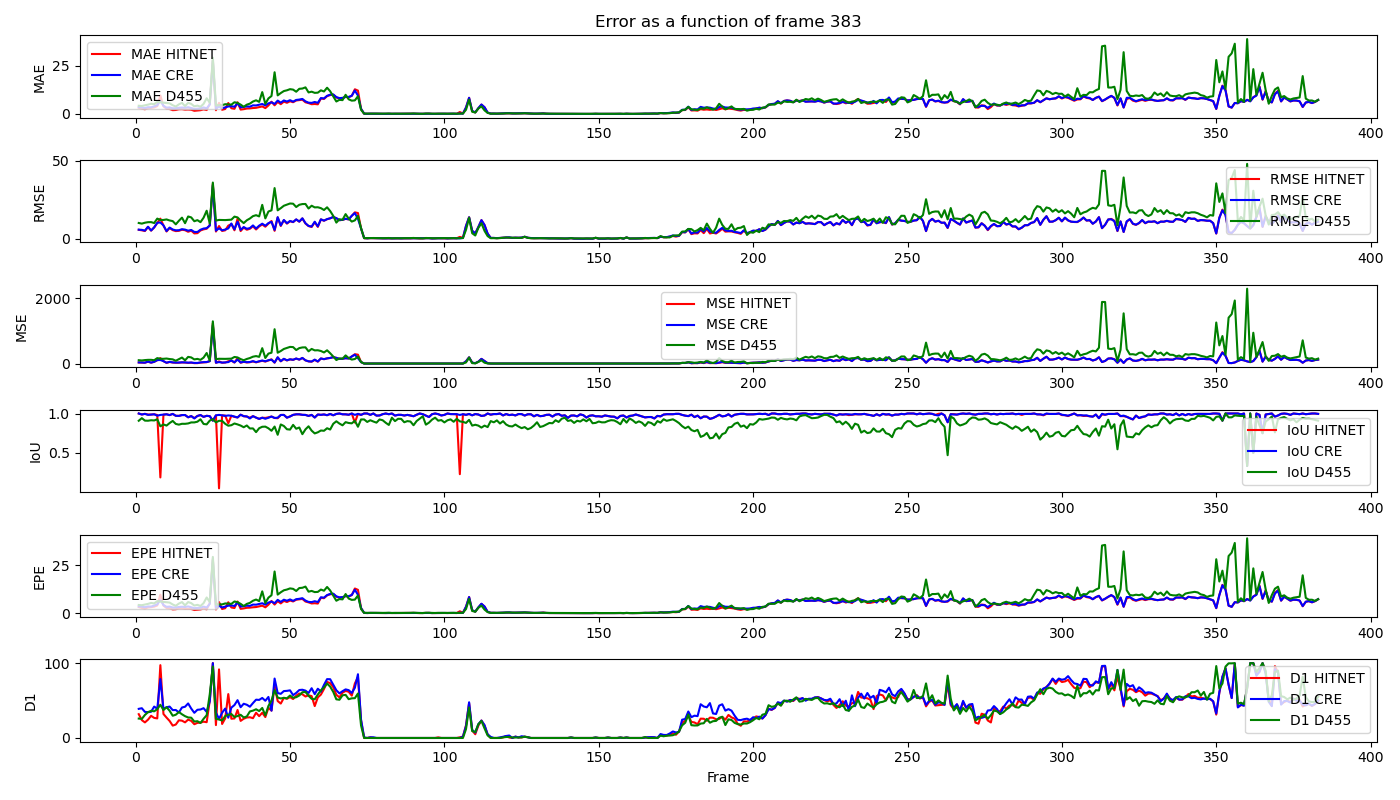 Error as a function of frame 383
MAE
25
0
MAE HITNET
MAE CRE
MAE D455
0 50 100 150 200 250 300 350 400
RMSE
50
0
RMSE HITNET
RMSE CRE
RMSE D455
0 50 100 150 200 250 300 350 400
MSE
2000
0
MSE HITNET
MSE CRE
MSE D455
0 50 100 150 200 250 300 350 400
IoU
1.0
0.5
IoU HITNET
IoU CRE
IoU D455
0 50 100 150 200 250 300 350 400
EPE
25
0
EPE HITNET
EPE CRE
EPE D455
0 50 100 150 200 250 300 350 400
D1
100
0
D1 HITNET
D1 CRE
D1 D455
0 50 100 150 200 250 300 350 400
Frame